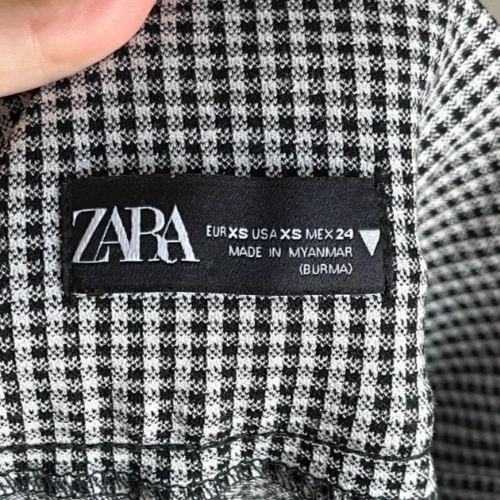 ZARA
EUR XS USA XS MEX 24
MADE IN MYANMAR
(BURMA)